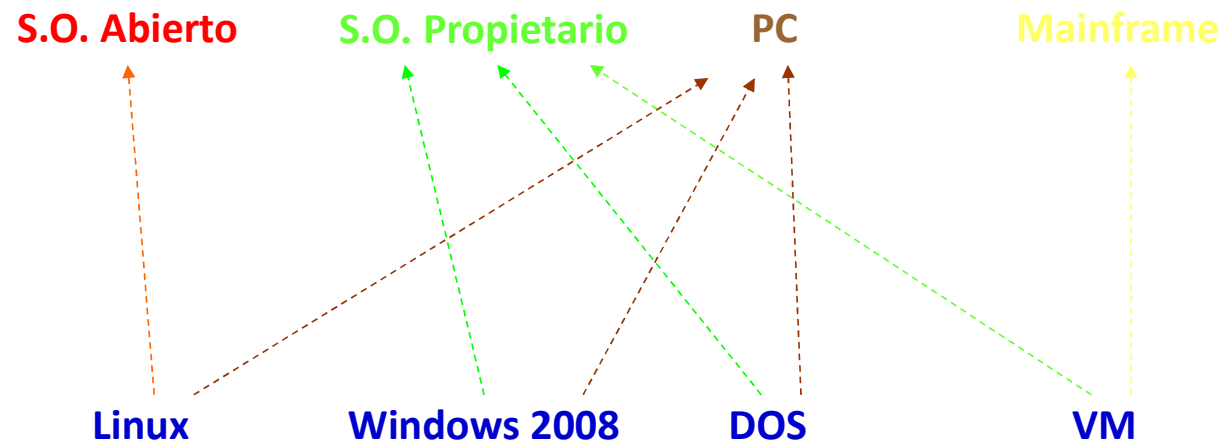 S.O. Abierto S.O. Propietario PC Mainframe
Linux Windows 2008 DOS VM